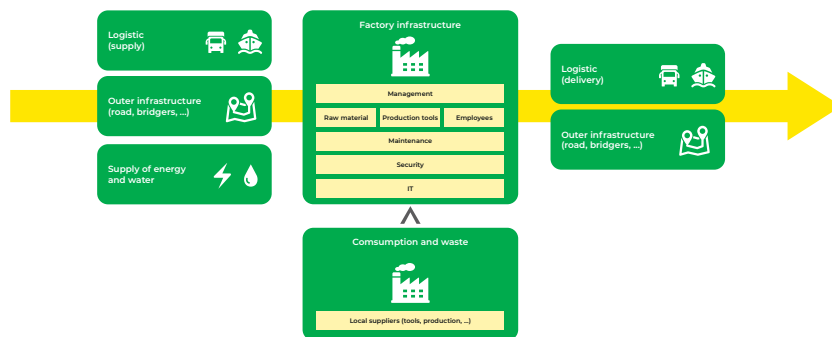 Logistic
(supply)
Outer infrastructure
(road, bridgers, ...)
Supply of energy
and water
Factory infrastructure
Management
Raw material
Production tools
Employees
Maintenance
Security
IT
Comsumption and waste
Local suppliers (tools, production, ...)
Logistic
(delivery)
Outer infrastructure
(road, bridgers, ...)